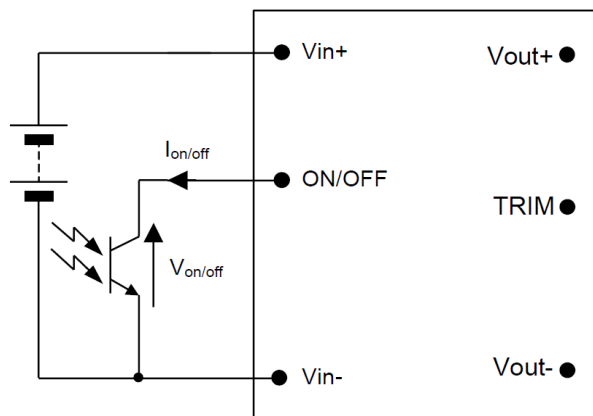 Vin+
Vout+
Ion/off
ON/OFF
TRIM
Von/off
Vin-
Vout-